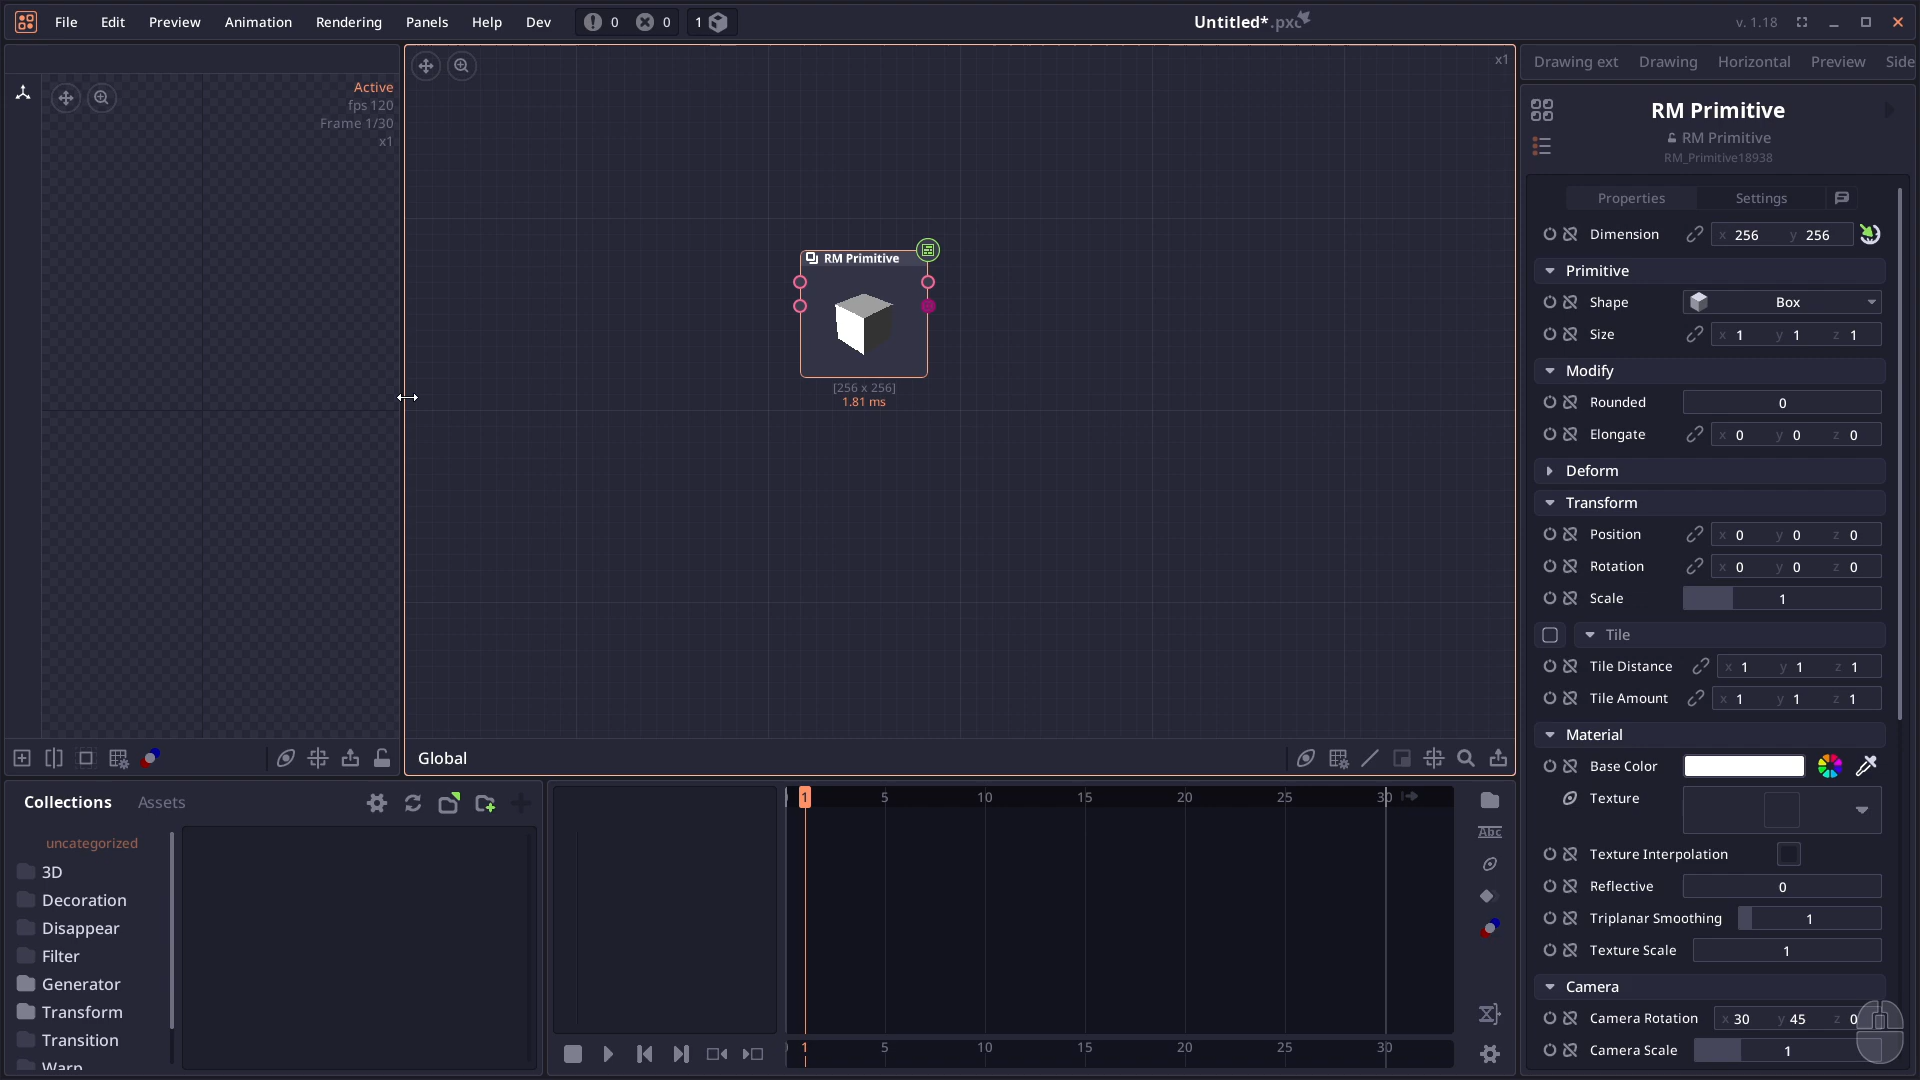 File Edit Preview Animation Rendering Panels Help Dev 0 0 1 Untitled*.pxc v. 1.18
Active
fps 120
Frame 1/30
x1
x1
RM Primitive
[256 x 256]
1.81 ms
Global
Drawing ext Drawing Horizontal Preview Side
RM Primitive
RM Primitive
RM_Primitive18938
Properties Settings
Dimension x 256 y 256
Primitive
Shape Box
Size x 1 y 1 z 1
Modify
Rounded 0
Elongate x 0 y 0 z 0
Deform
Transform
Position x 0 y 0 z 0
Rotation x 0 y 0 z 0
Scale 1
Tile
Tile Distance x 1 y 1 z 1
Tile Amount x 1 y 1 z 1
Material
Base Color
Texture
Texture Interpolation
Reflective 0
Triplanar Smoothing 1
Texture Scale 1
Camera
Camera Rotation x 30 y 45 z 0
Camera Scale 1
Collections Assets
uncategorized
3D
Decoration
Disappear
Filter
Generator
Transform
Transition
Warp
1 5 10 15 20 25 30
Abc
1 5 10 15 20 25 30